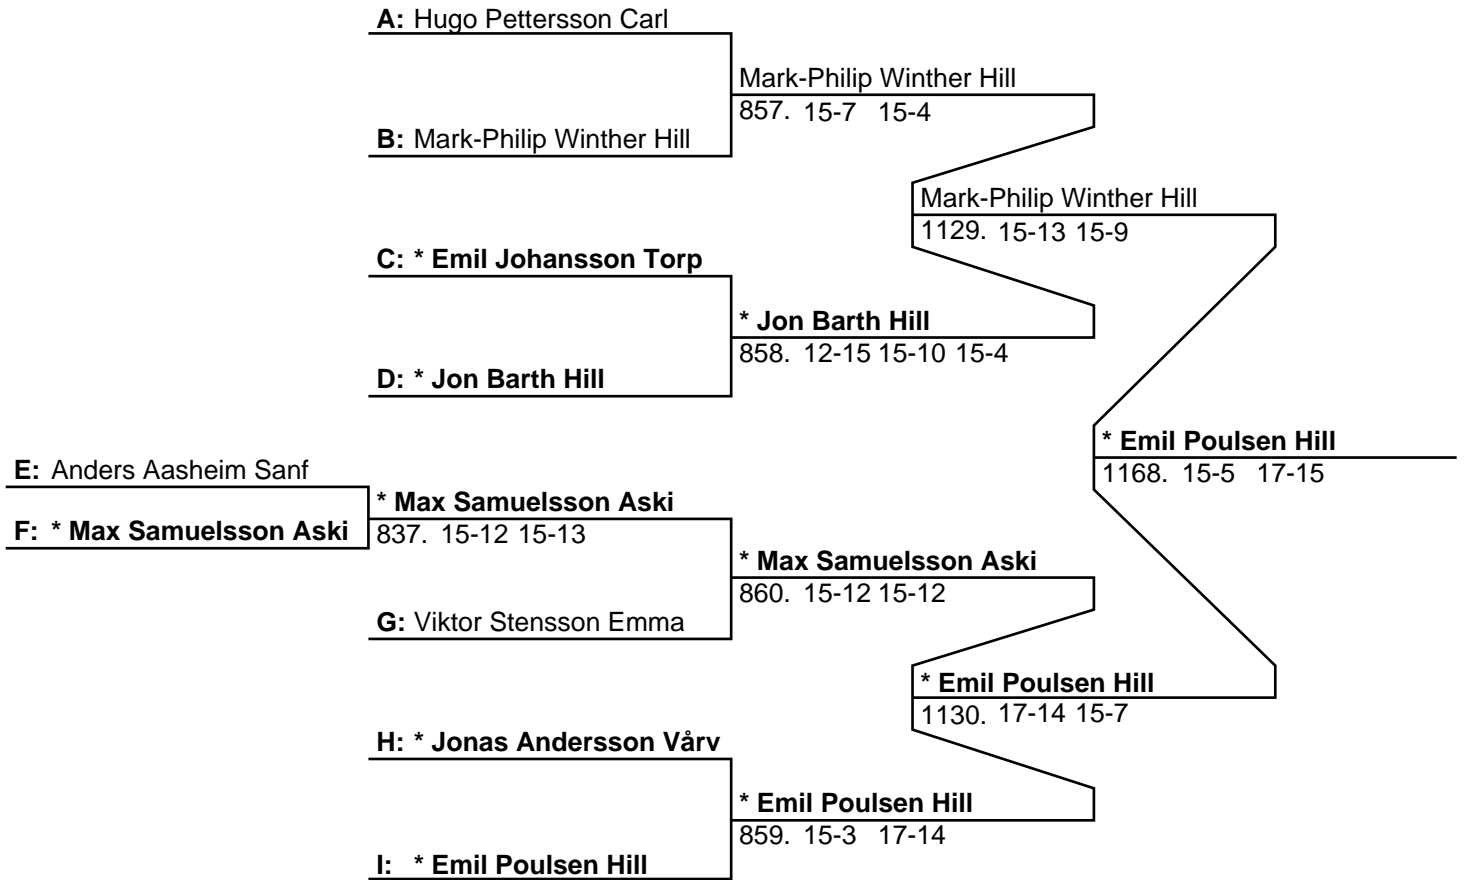 A: Hugo Pettersson Carl
Mark-Philip Winther Hill
857. 15-7 15-4
B: Mark-Philip Winther Hill
Mark-Philip Winther Hill
1129. 15-13 15-9
C: * Emil Johansson Torp
* Jon Barth Hill
858. 12-15 15-10 15-4
D: * Jon Barth Hill
* Emil Poulsen Hill
1168. 15-5 17-15
E: Anders Aasheim Sanf
* Max Samuelsson Aski
837. 15-12 15-13
F: * Max Samuelsson Aski
* Max Samuelsson Aski
860. 15-12 15-12
G: Viktor Stensson Emma
* Emil Poulsen Hill
1130. 17-14 15-7
H: * Jonas Andersson Vårv
* Emil Poulsen Hill
859. 15-3 17-14
I: * Emil Poulsen Hill